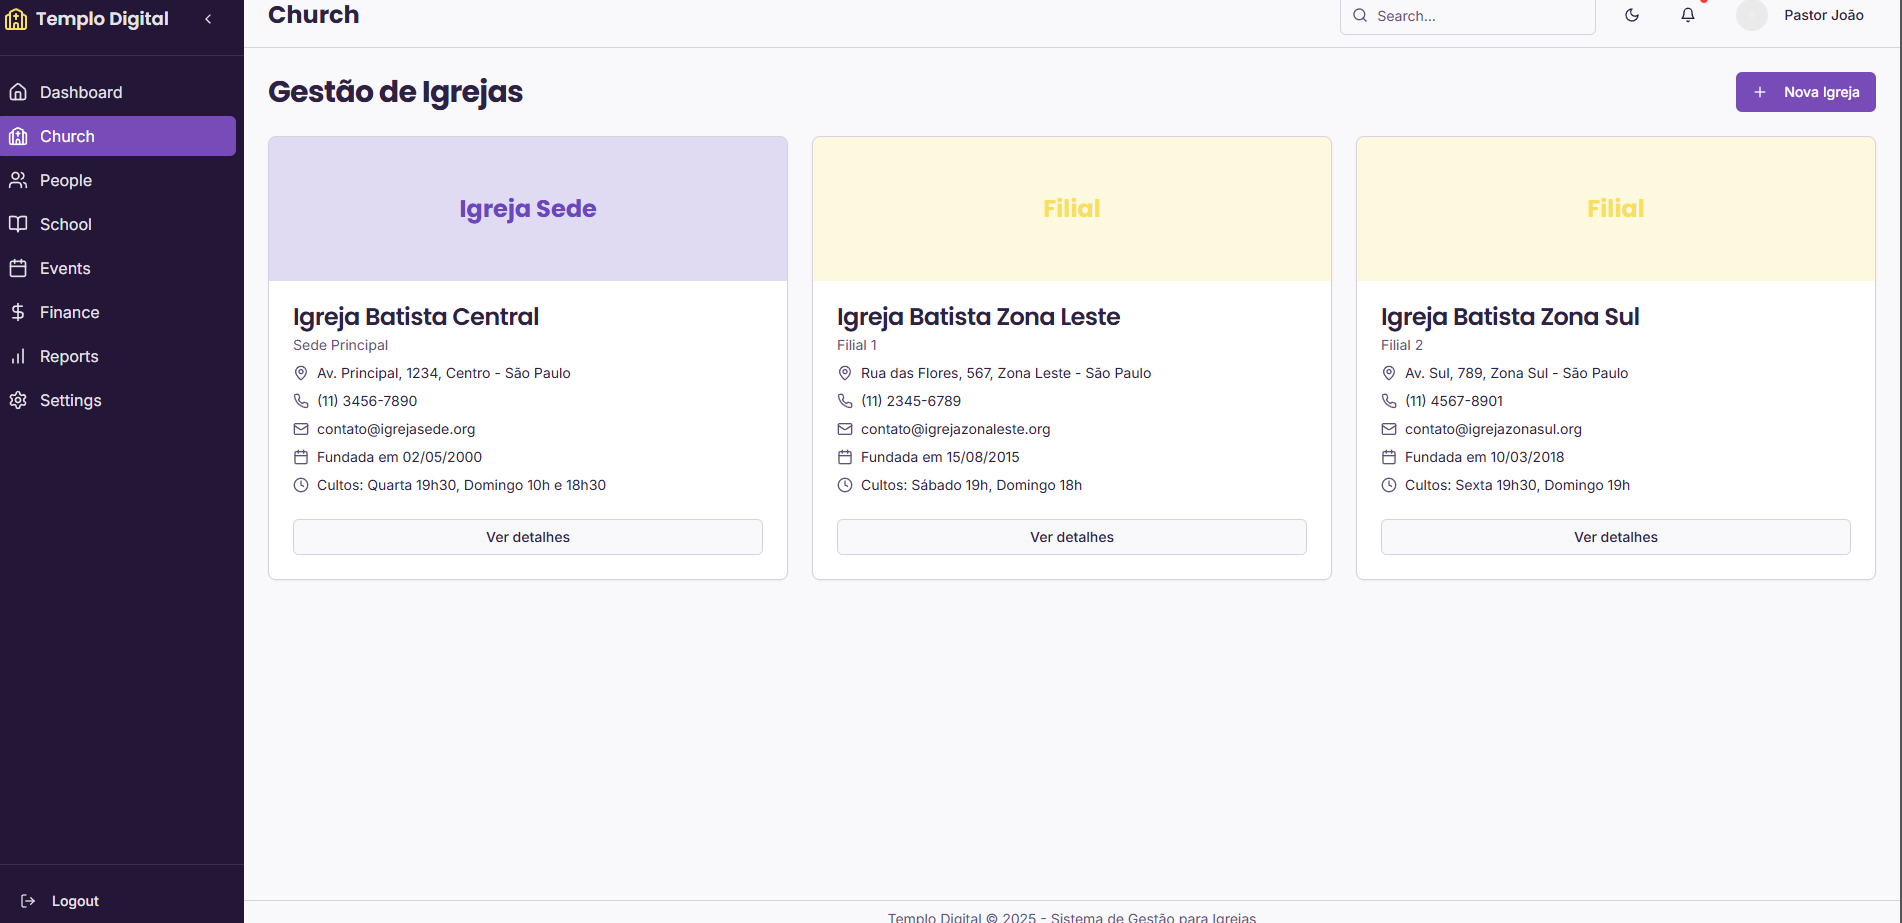 Templo Digital
Dashboard
Church
People
School
Events
Finance
Reports
Settings
Logout
Church
Search...
Pastor João
Gestão de Igrejas
Nova Igreja
Igreja Sede
Igreja Batista Central
Sede Principal
Av. Principal, 1234, Centro - São Paulo
(11) 3456-7890
contato@igrejasede.org
Fundada em 02/05/2000
Cultos: Quarta 19h30, Domingo 10h e 18h30
Ver detalhes
Filial
Igreja Batista Zona Leste
Filial 1
Rua das Flores, 567, Zona Leste - São Paulo
(11) 2345-6789
contato@igrejazonaleste.org
Fundada em 15/08/2015
Cultos: Sábado 19h, Domingo 18h
Ver detalhes
Filial
Igreja Batista Zona Sul
Filial 2
Av. Sul, 789, Zona Sul - São Paulo
(11) 4567-8901
contato@igrejazonasul.org
Fundada em 10/03/2018
Cultos: Sexta 19h30, Domingo 19h
Ver detalhes
Templo Digital © 2025 - Sistema de Gestão para Igrejas